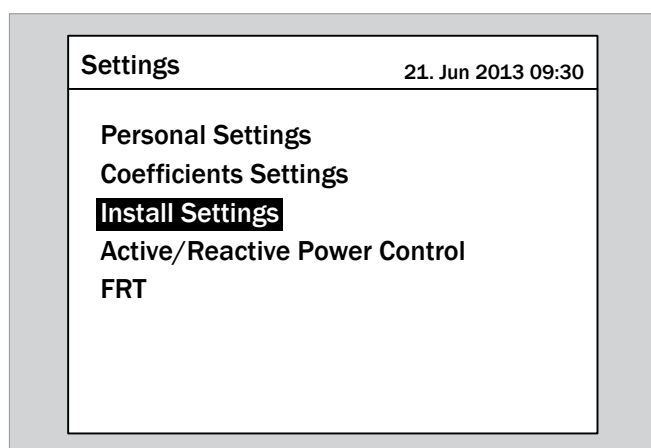 Settings
21. Jun 2013 09:30
Personal Settings
Coefficients Settings
Install Settings
Active/Reactive Power Control
FRT